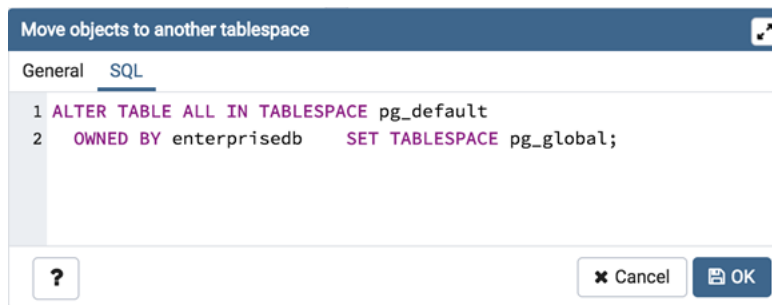 Move objects to another tablespace
General SQL
1 ALTER TABLE ALL IN TABLESPACE pg_default
2 OWNED BY enterprisedb SET TABLESPACE pg_global;
? Cancel OK